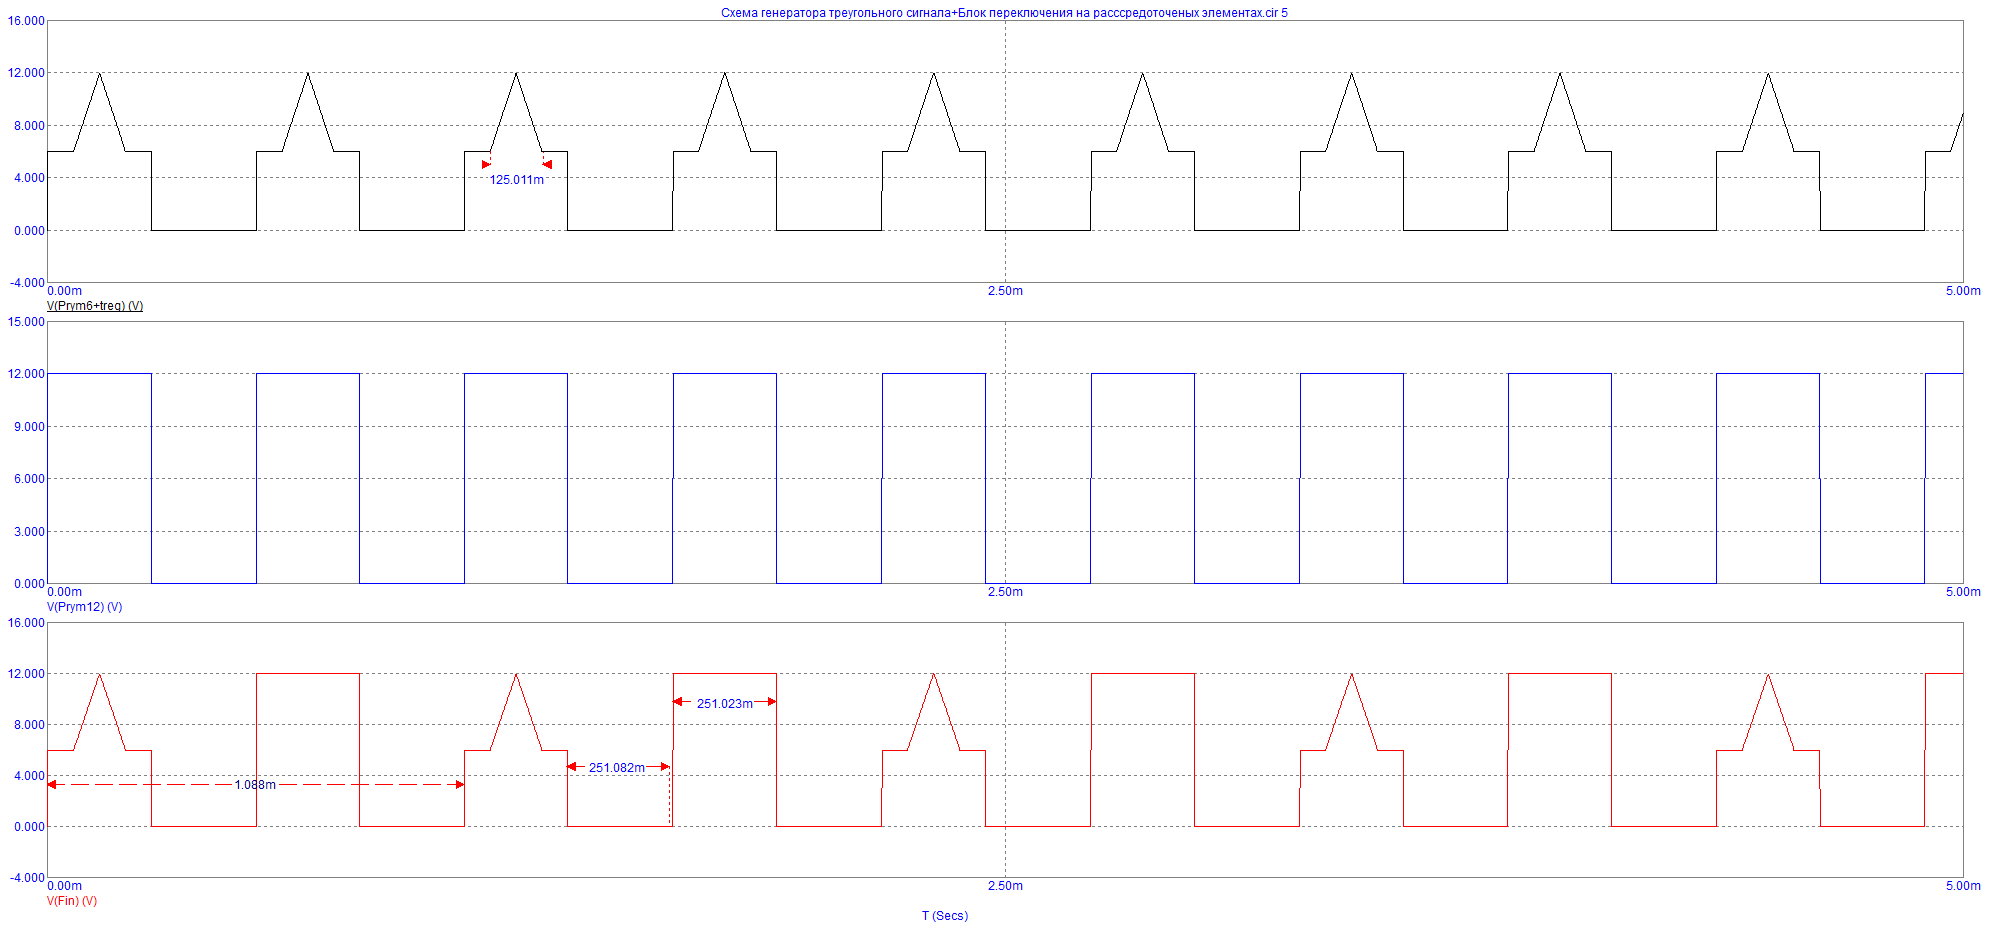 Схема генератора треугольного сигнала+Блок переключения на расссредоточеных элементах.cir 5
16.000
12.000
8.000
4.000
0.000
-4.000
125.011m
0.00m 2.50m 5.00m
V(Prym6+treg) (V)
15.000
12.000
9.000
6.000
3.000
0.000
0.00m 2.50m 5.00m
V(Prym12) (V)
16.000
12.000
8.000
4.000
0.000
-4.000
251.023m
251.082m
1.088m
0.00m 2.50m 5.00m
V(Fin) (V)
T (Secs)